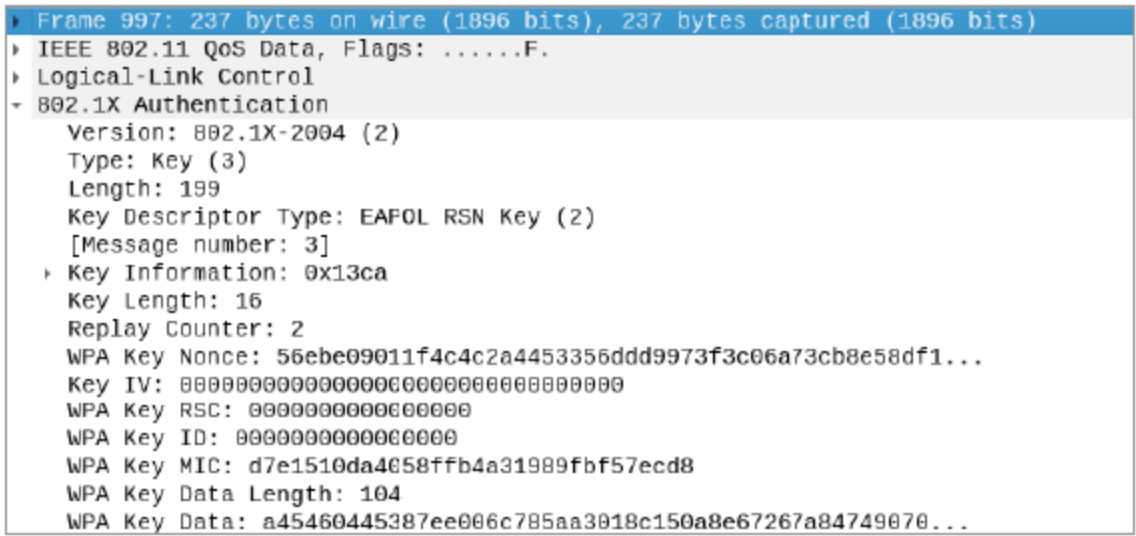 Frame 997: 237 bytes on wire (1896 bits), 237 bytes captured (1896 bits)
IEEE 802.11 QoS Data, Flags: ......F.
Logical-Link Control
802.1X Authentication
Version: 802.1X-2004 (2)
Type: Key (3)
Length: 199
Key Descriptor Type: EAPOL RSN Key (2)
[Message number: 3]
Key Information: 0x13ca
Key Length: 16
Replay Counter: 2
WPA Key Nonce: 56ebe09011f4c4c2a4453356ddd9973f3c06a73cb8e58df1...
Key IV: 00000000000000000000000000000000
WPA Key RSC: 0000000000000000
WPA Key ID: 0000000000000000
WPA Key MIC: d7e1510da4058ffb4a31989fbf57ecd8
WPA Key Data Length: 104
WPA Key Data: a45460445387ee006c785aa3018c150a8e67267a84749070...